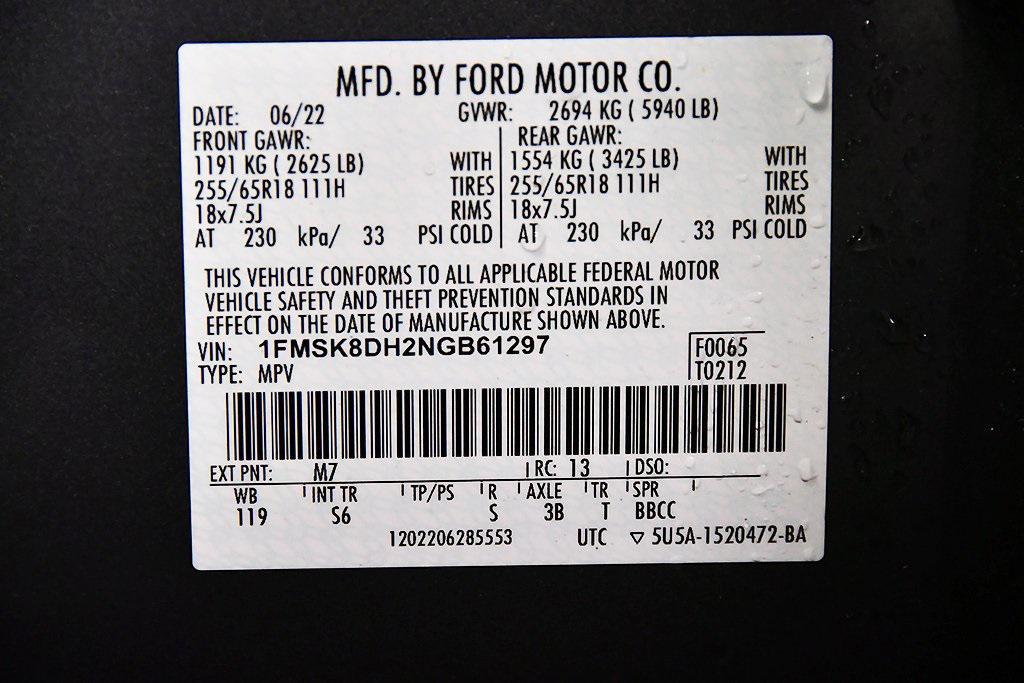 MFD. BY FORD MOTOR CO.
DATE: 06/22 GVWR: 2694 KG ( 5940 LB)
FRONT GAWR: REAR GAWR:
1191 KG ( 2625 LB) WITH 1554 KG ( 3425 LB) WITH
255/65R18 111H TIRES 255/65R18 111H TIRES
18x7.5J RIMS 18x7.5J RIMS
AT 230 kPa/ 33 PSI COLD AT 230 kPa/ 33 PSI COLD
THIS VEHICLE CONFORMS TO ALL APPLICABLE FEDERAL MOTOR
VEHICLE SAFETY AND THEFT PREVENTION STANDARDS IN
EFFECT ON THE DATE OF MANUFACTURE SHOWN ABOVE.
VIN: 1FMSK8DH2NGB61297 F0065
TYPE: MPV T0212
EXT PNT: M7 RC: 13 DSO:
WB INT TR TP/PS R AXLE TR SPR
119 S6 S 3B T BBCC
1202206285553 UTC ▽ 5U5A-1520472-BA